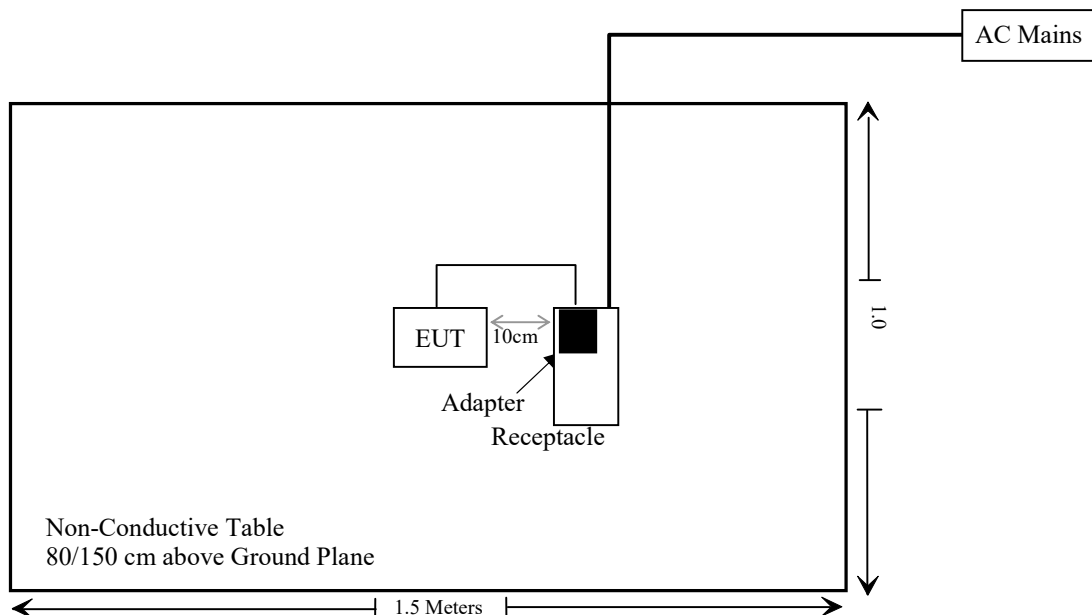 AC Mains
EUT
10cm
Adapter
Receptacle
1.0
Non-Conductive Table
80/150 cm above Ground Plane
1.5 Meters